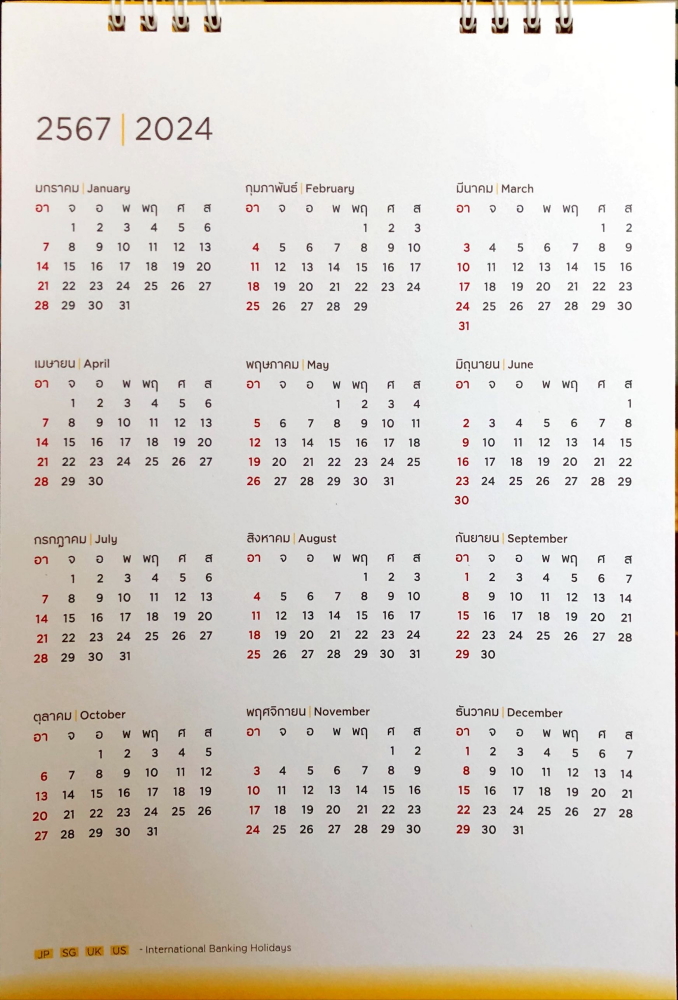 2567 | 2024
มกราคม | January
อา จ อ พ พฤ ศ ส
1 2 3 4 5 6
7 8 9 10 11 12 13
14 15 16 17 18 19 20
21 22 23 24 25 26 27
28 29 30 31
กุมภาพันธ์ | February
อา จ อ พ พฤ ศ ส
1 2 3
4 5 6 7 8 9 10
11 12 13 14 15 16 17
18 19 20 21 22 23 24
25 26 27 28 29
มีนาคม | March
อา จ อ พ พฤ ศ ส
1 2
3 4 5 6 7 8 9
10 11 12 13 14 15 16
17 18 19 20 21 22 23
24 25 26 27 28 29 30
31
เมษายน | April
อา จ อ พ พฤ ศ ส
1 2 3 4 5 6
7 8 9 10 11 12 13
14 15 16 17 18 19 20
21 22 23 24 25 26 27
28 29 30
พฤษภาคม | May
อา จ อ พ พฤ ศ ส
1 2 3 4
5 6 7 8 9 10 11
12 13 14 15 16 17 18
19 20 21 22 23 24 25
26 27 28 29 30 31
มิถุนายน | June
อา จ อ พ พฤ ศ ส
1
2 3 4 5 6 7 8
9 10 11 12 13 14 15
16 17 18 19 20 21 22
23 24 25 26 27 28 29
30
กรกฎาคม | July
อา จ อ พ พฤ ศ ส
1 2 3 4 5 6
7 8 9 10 11 12 13
14 15 16 17 18 19 20
21 22 23 24 25 26 27
28 29 30 31
สิงหาคม | August
อา จ อ พ พฤ ศ ส
1 2 3
4 5 6 7 8 9 10
11 12 13 14 15 16 17
18 19 20 21 22 23 24
25 26 27 28 29 30 31
กันยายน | September
อา จ อ พ พฤ ศ ส
1 2 3 4 5 6 7
8 9 10 11 12 13 14
15 16 17 18 19 20 21
22 23 24 25 26 27 28
29 30
ตุลาคม | October
อา จ อ พ พฤ ศ ส
1 2 3 4 5
6 7 8 9 10 11 12
13 14 15 16 17 18 19
20 21 22 23 24 25 26
27 28 29 30 31
พฤศจิกายน | November
อา จ อ พ พฤ ศ ส
1 2
3 4 5 6 7 8 9
10 11 12 13 14 15 16
17 18 19 20 21 22 23
24 25 26 27 28 29 30
ธันวาคม | December
อา จ อ พ พฤ ศ ส
1 2 3 4 5 6 7
8 9 10 11 12 13 14
15 16 17 18 19 20 21
22 23 24 25 26 27 28
29 30 31
JP SG UK US - International Banking Holidays